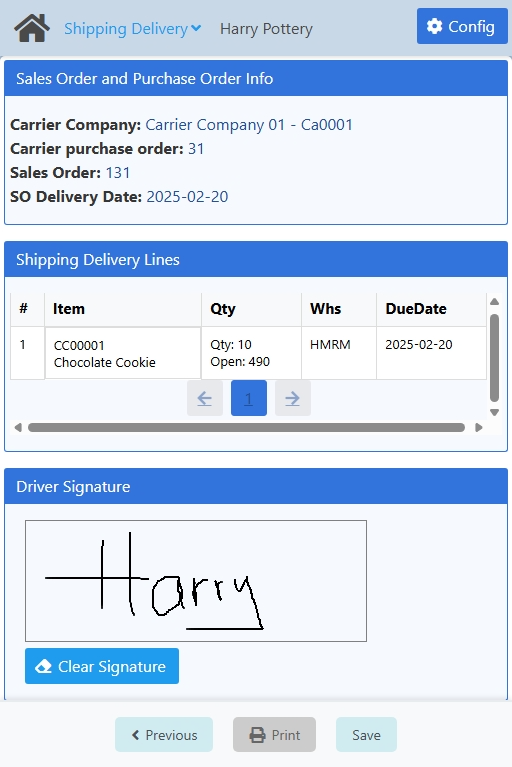 Shipping Delivery Harry Pottery Config
Sales Order and Purchase Order Info
Carrier Company: Carrier Company 01 - Ca0001
Carrier purchase order: 31
Sales Order: 131
SO Delivery Date: 2025-02-20
Shipping Delivery Lines
# Item Qty Whs DueDate
1 CC00001 Qty: 10 HMRM 2025-02-20
Chocolate Cookie Open: 490
1
Driver Signature
Harry
Clear Signature
Previous Print Save